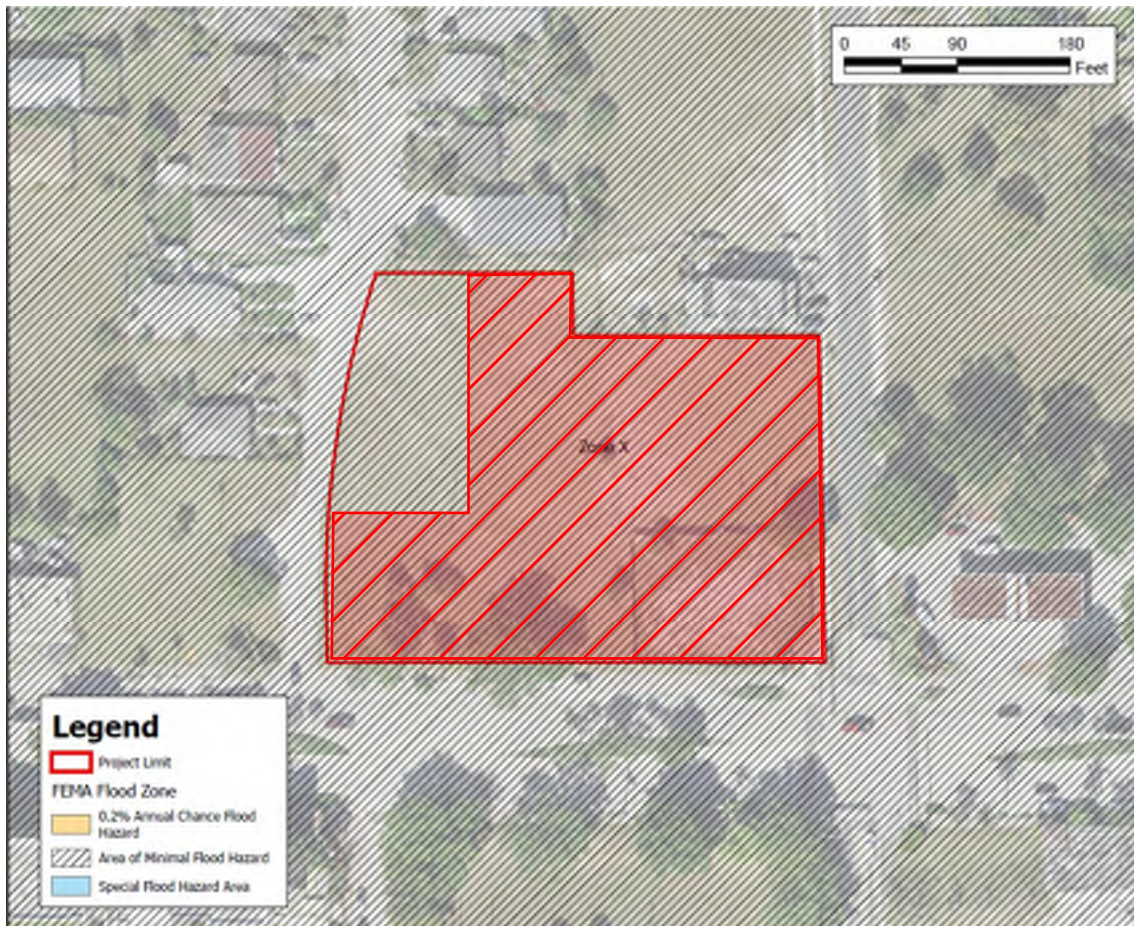 0 45 90 180
Feet
Zone X
Legend
Project Limit
FEMA Flood Zone
0.2% Annual Chance Flood
Hazard
Area of Minimal Flood Hazard
Special Flood Hazard Area